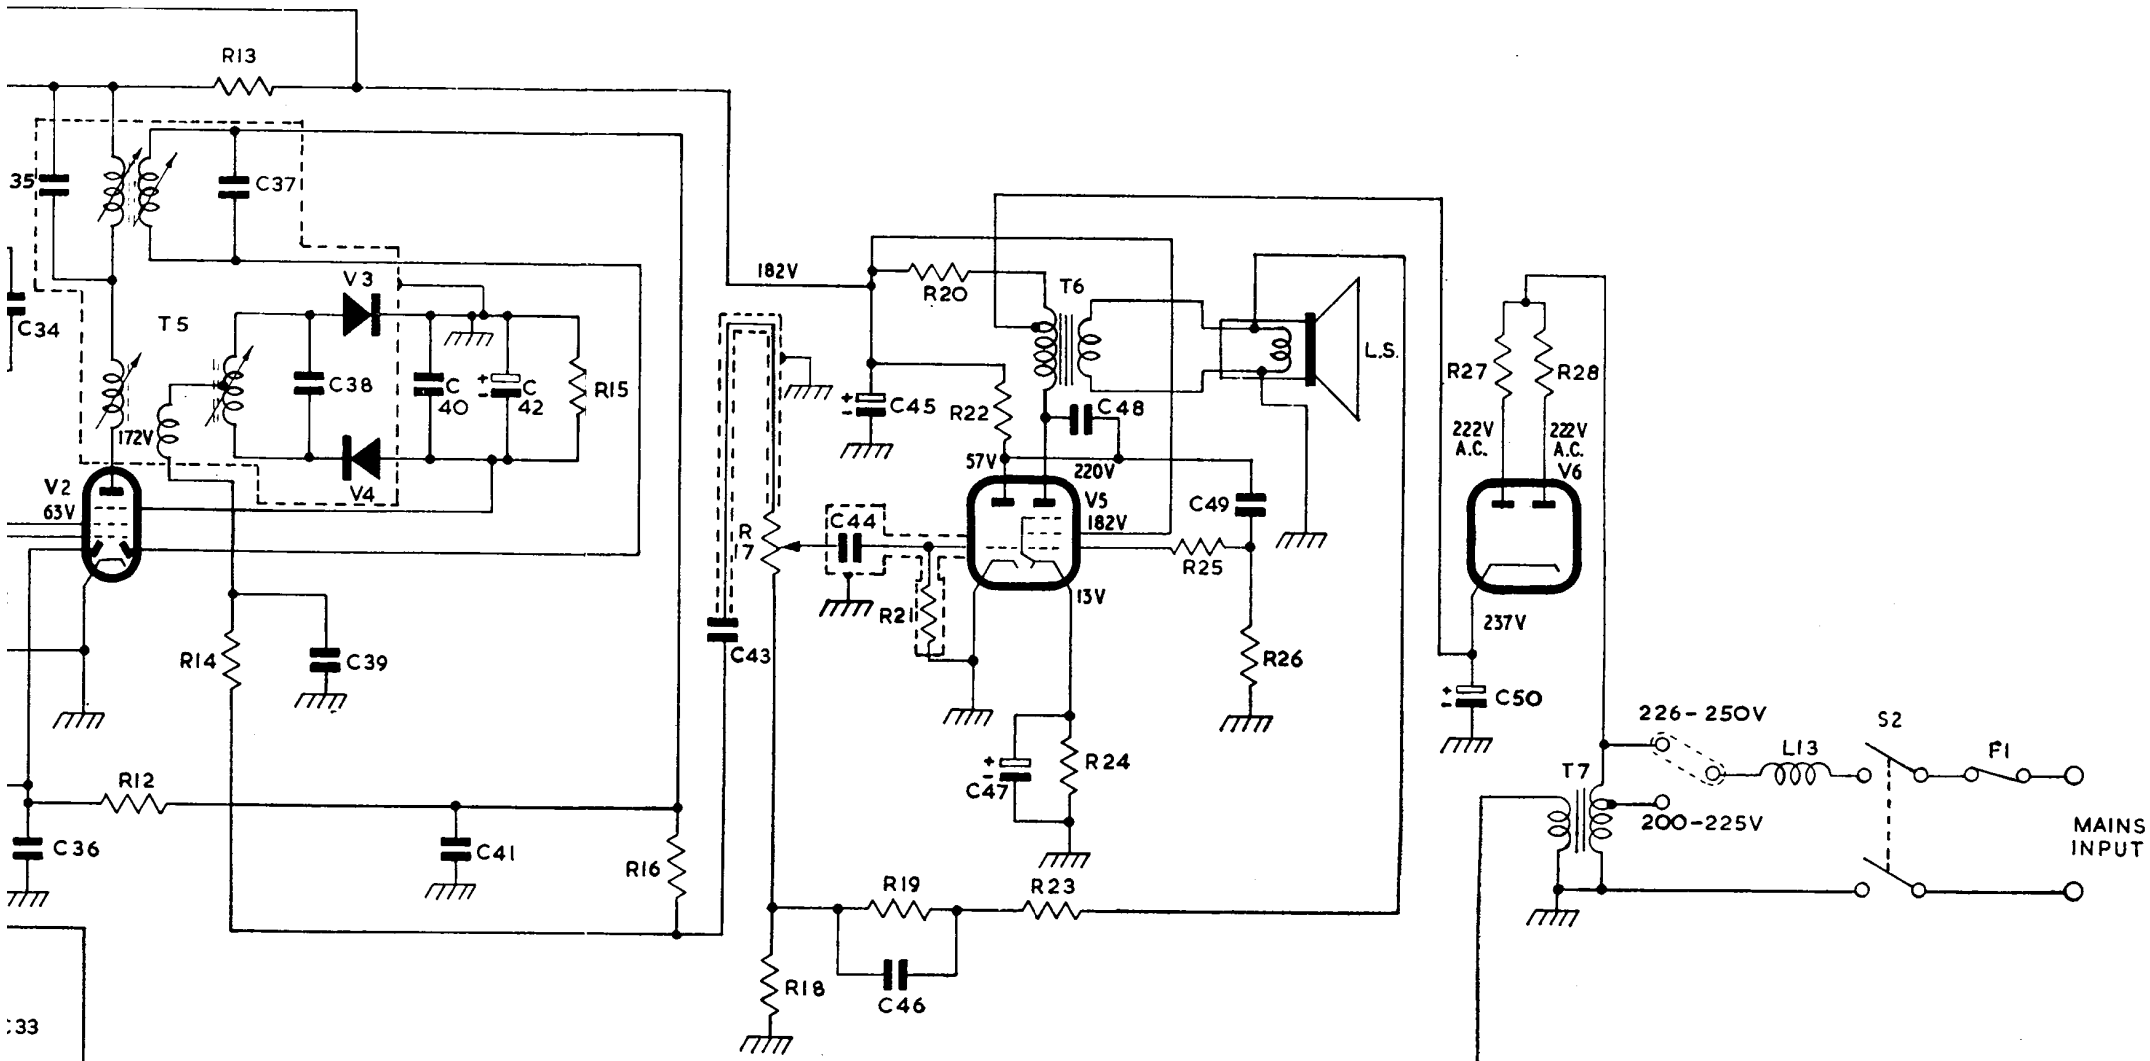 R13
35
C37
V3
C34
T5
C38
C
40
+
-
C
42
R15
172V
V4
V2
63V
R14
C39
R12
C36
C41
R16
182V
R20
T6
L.S.
+
-
C45
R22
C48
57V
220V
V5
182V
C44
R
17
R21
C43
R25
C49
13V
R26
+
-
C47
R24
R19
R23
C46
R18
R27
R28
222V
A.C.
222V
A.C.
V6
237V
+
-
C50
226-250V
S2
L13
F1
T7
200-225V
MAINS
INPUT